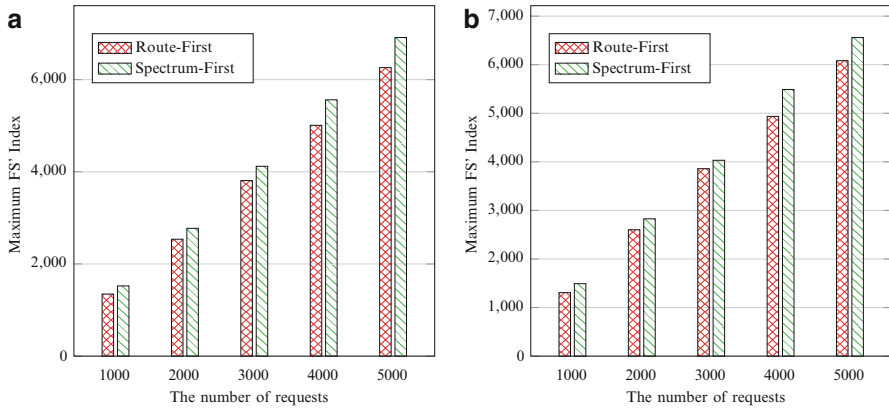 a
Maximum FS' Index
6,000
4,000
2,000
0
Route-First
Spectrum-First
1000 2000 3000 4000 5000
The number of requests
b
Maximum FS' Index
7,000
6,000
5,000
4,000
3,000
2,000
1,000
0
Route-First
Spectrum-First
1000 2000 3000 4000 5000
The number of requests